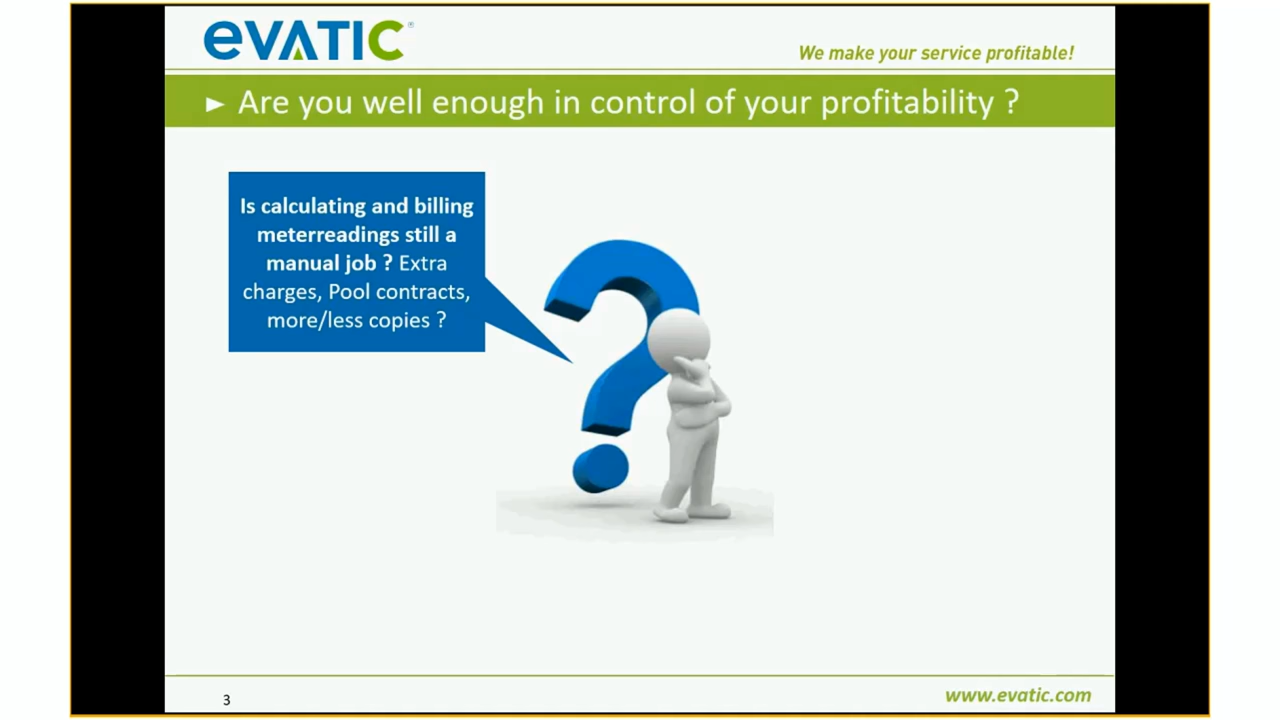 eVATIC®
We make your service profitable!
► Are you well enough in control of your profitability ?
Is calculating and billing
meterreadings still a
manual job ? Extra
charges, Pool contracts,
more/less copies ?
3
www.evatic.com